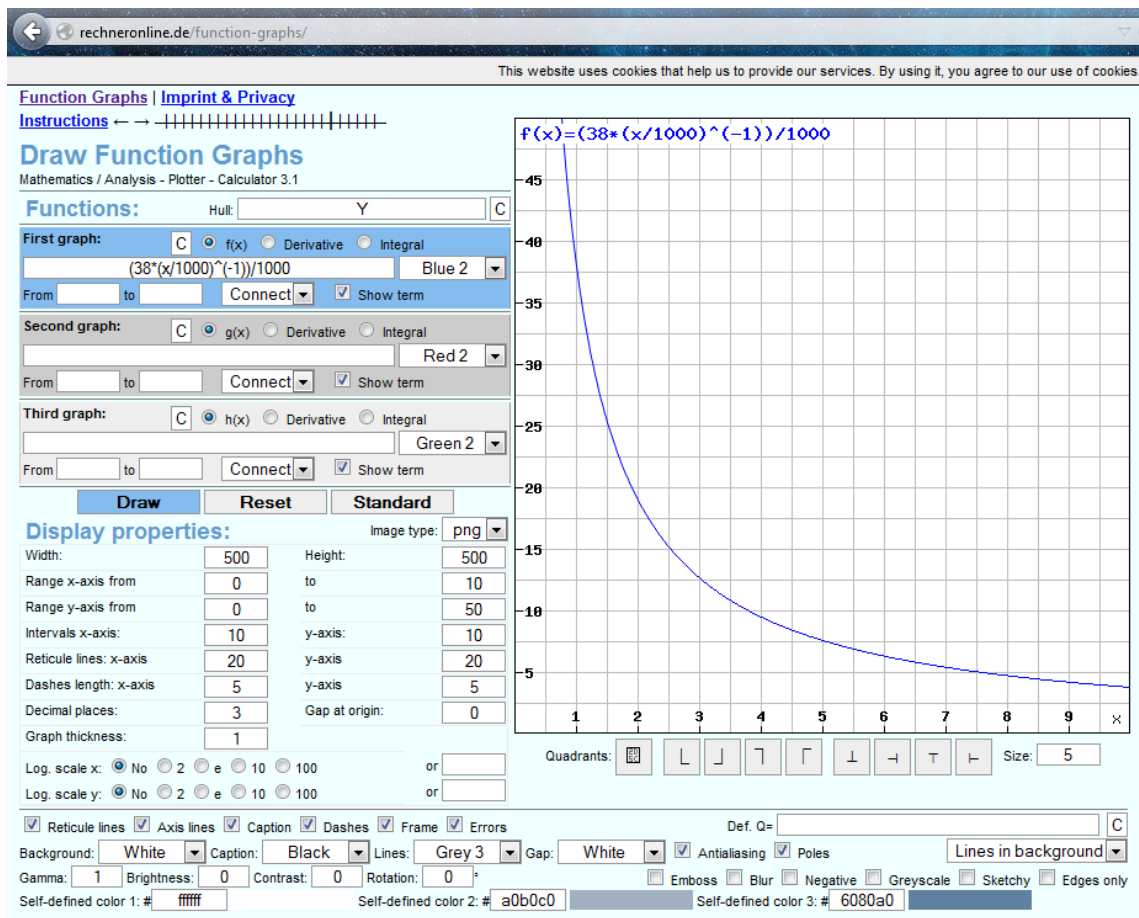 rechneronline.de/function-graphs/
This website uses cookies that help us to provide our services. By using it, you agree to our use of cookies
Function Graphs | Imprint & Privacy
Instructions ← →
Draw Function Graphs
Mathematics / Analysis - Plotter - Calculator 3.1
Functions: Hull: Y C
First graph: C f(x) Derivative Integral
(38*(x/1000)^(-1))/1000 Blue 2
From to Connect Show term
Second graph: C g(x) Derivative Integral
Red 2
From to Connect Show term
Third graph: C h(x) Derivative Integral
Green 2
From to Connect Show term
Draw Reset Standard
Display properties: Image type: png
Width: 500 Height: 500
Range x-axis from 0 to 10
Range y-axis from 0 to 50
Intervals x-axis: 10 y-axis: 10
Reticule lines: x-axis 20 y-axis 20
Dashes length: x-axis 5 y-axis 5
Decimal places: 3 Gap at origin: 0
Graph thickness: 1
Log. scale x: No 2 e 10 100 or
Log. scale y: No 2 e 10 100 or
f(x)=(38*(x/1000)^(-1))/1000
45
40
35
30
25
20
15
10
5
1 2 3 4 5 6 7 8 9 x
Quadrants: Size: 5
Reticule lines Axis lines Caption Dashes Frame Errors Def. Q= C
Background: White Caption: Black Lines: Grey 3 Gap: White Antialiasing Poles Lines in background
Gamma: 1 Brightness: 0 Contrast: 0 Rotation: 0 ° Emboss Blur Negative Greyscale Sketchy Edges only
Self-defined color 1: # ffffff Self-defined color 2: # a0b0c0 Self-defined color 3: # 6080a0